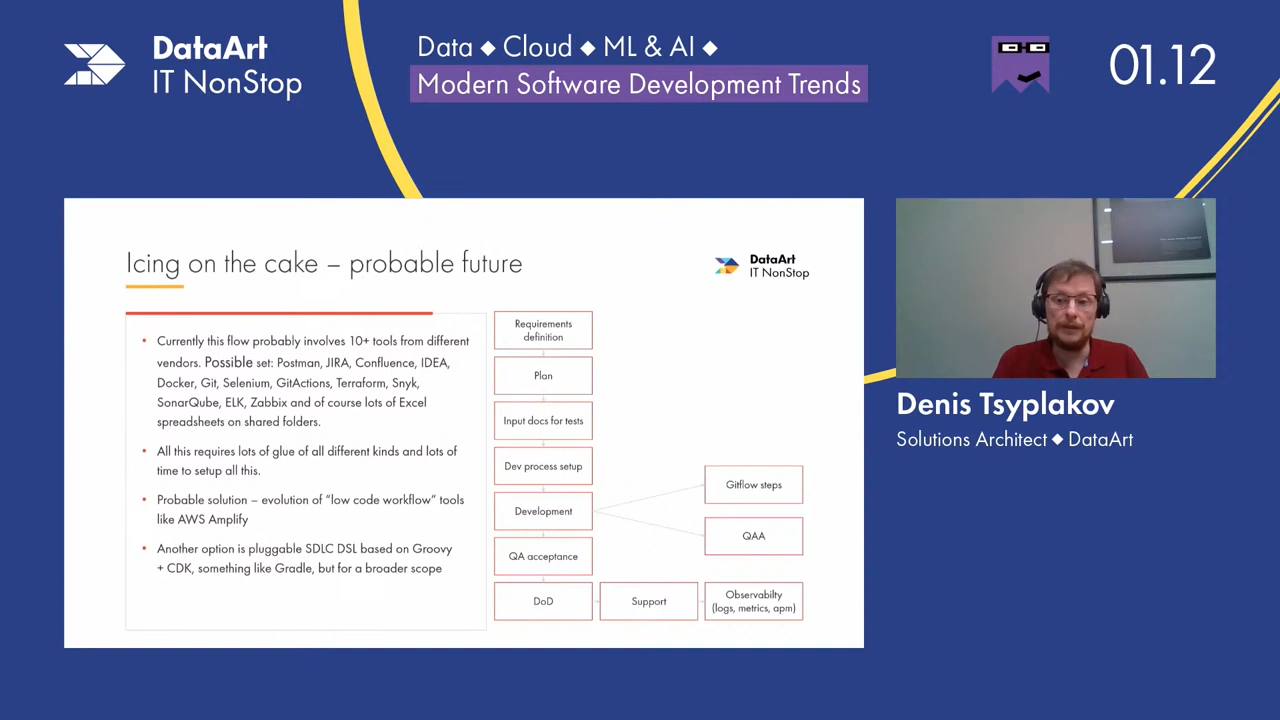 DataArt
IT NonStop
Data ◆ Cloud ◆ ML & AI ◆
Modern Software Development Trends
01.12
Icing on the cake – probable future
DataArt
IT NonStop
• Currently this flow probably involves 10+ tools from different
vendors. Possible set: Postman, JIRA, Confluence, IDEA,
Docker, Git, Selenium, GitActions, Terraform, Snyk,
SonarQube, ELK, Zabbix and of course lots of Excel
spreadsheets on shared folders.
• All this requires lots of glue of all different kinds and lots of
time to setup all this.
• Probable solution – evolution of “low code workflow” tools
like AWS Amplify
• Another option is pluggable SDLC DSL based on Groovy
+ CDK, something like Gradle, but for a broader scope
Requirements
definition
Plan
Input docs for tests
Dev process setup
Development
Gitflow steps
QAA
QA acceptance
DoD
Support
Observabilty
(logs, metrics, apm)
Denis Tsyplakov
Solutions Architect ◆ DataArt